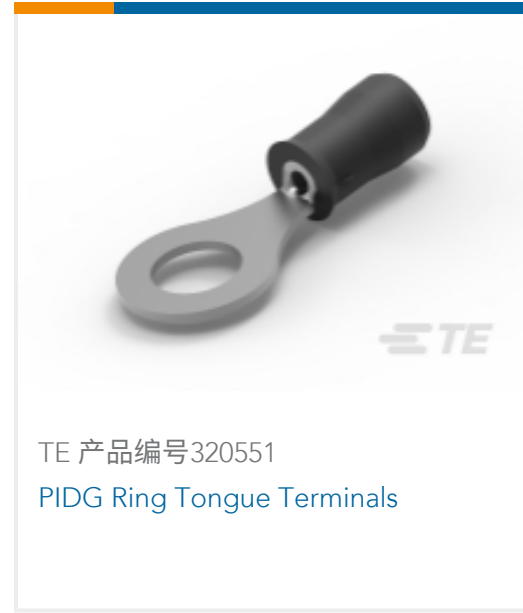 TE
TE 产品编号320551
PIDG Ring Tongue Terminals